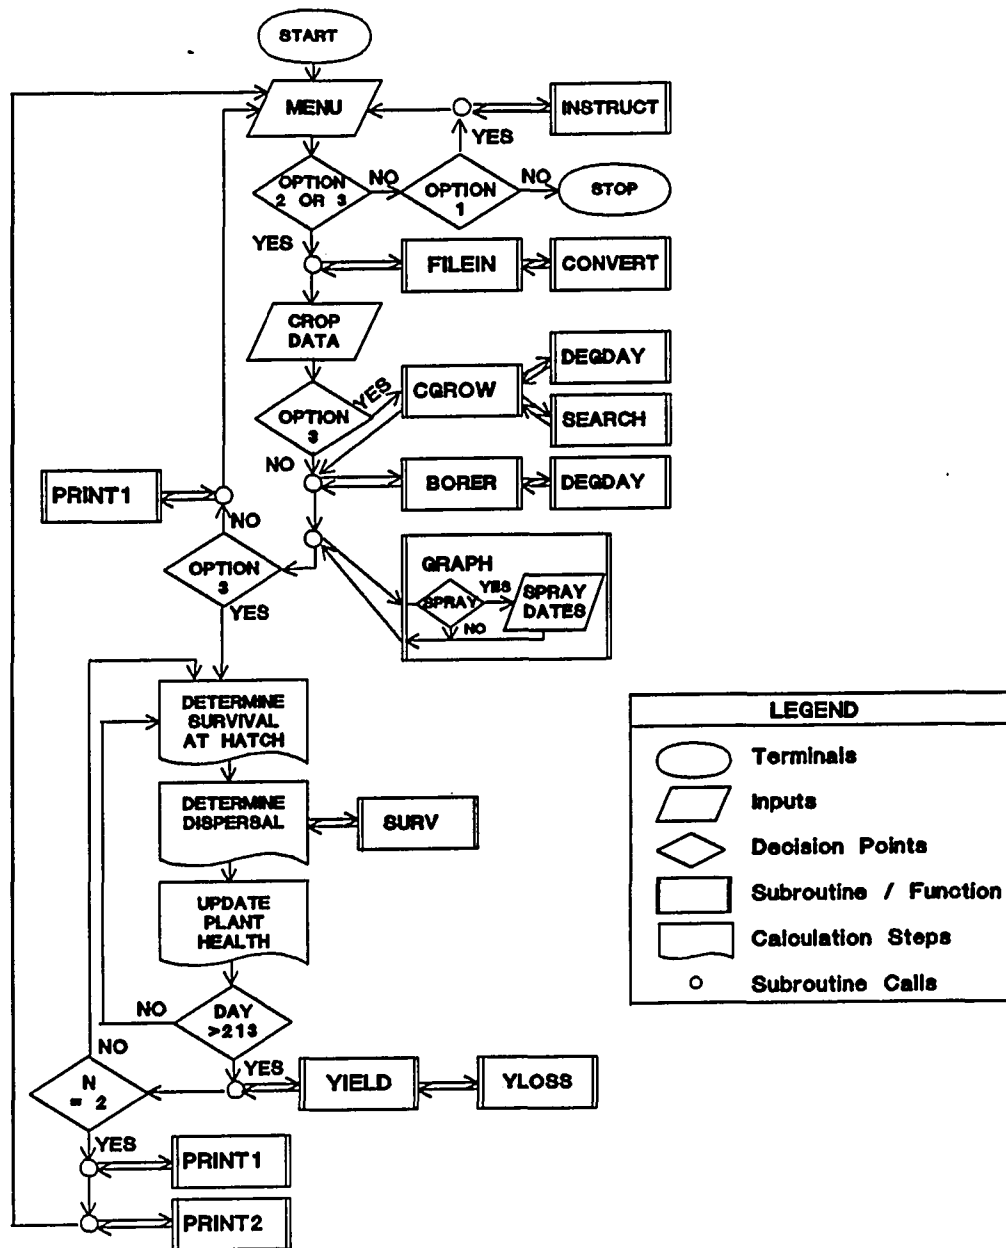 START
MENU
INSTRUCT
YES
OPTION
2 OR 3
NO
OPTION
1
NO
STOP
YES
FILEIN
CONVERT
CROP
DATA
DEGDAY
YES
CGROW
OPTION
3
SEARCH
NO
BORER
DEGDAY
PRINT1
NO
OPTION
3
YES
GRAPH
SPRAY
YES
SPRAY
DATES
NO
DETERMINE
SURVIVAL
AT HATCH
DETERMINE
DISPERSAL
SURV
UPDATE
PLANT
HEALTH
NO
DAY
>213
NO
YES
YIELD
YLOSS
N
= 2
YES
PRINT1
PRINT2
LEGEND
Terminals
Inputs
Decision Points
Subroutine / Function
Calculation Steps
Subroutine Calls